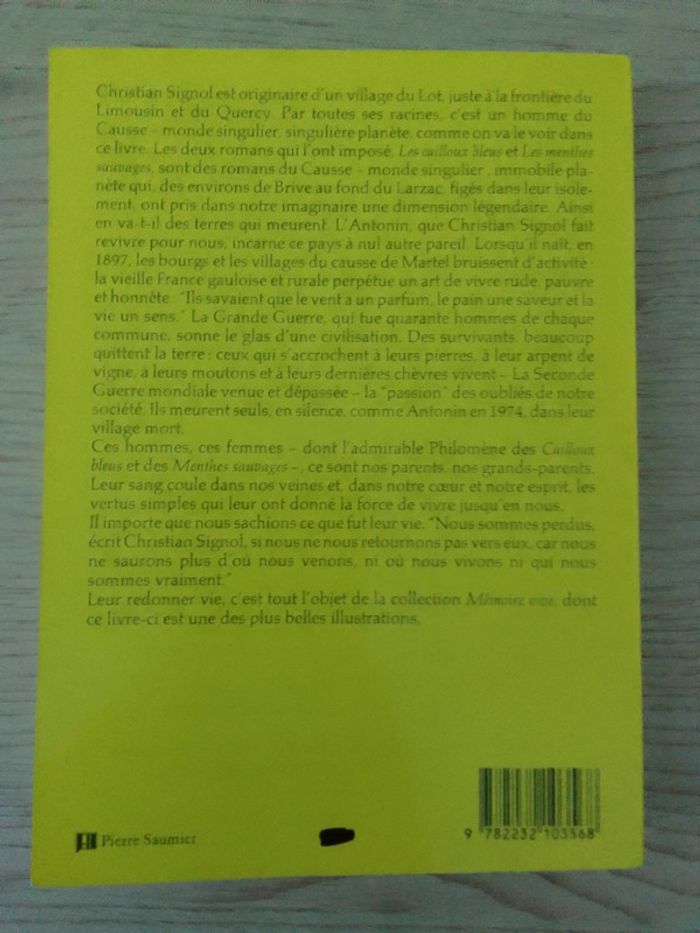 Christian Signol est originaire d'un village du Lot, juste à la frontière du
Limousin et du Quercy. Par toutes ses racines, c'est un homme du
Causse – monde singulier, singulière planète, comme on va le voir dans
ce livre. Les deux romans qui l'ont imposé, Les cailloux bleus et Les menthes
sauvages, sont des romans du Causse – monde singulier, immobile pla-
nète qui, des environs de Brive au fond du Larzac, figés dans leur isole-
ment, ont pris dans notre imaginaire une dimension légendaire. Ainsi
en va-t-il des terres qui meurent. L'Antonin, que Christian Signol fait
revivre pour nous, incarne ce pays à nul autre pareil. Lorsqu'il naît, en
1897, les bourgs et les villages du causse de Martel bruissent d'activité :
la vieille France gauloise et rurale perpétue un art de vivre rude, pauvre
et honnête. "Ils savaient que le vent a un parfum, le pain une saveur et la
vie un sens." La Grande Guerre, qui tue quarante hommes de chaque
commune, sonne le glas d'une civilisation. Des survivants, beaucoup
quittent la terre ; ceux qui s'accrochent à leurs pierres, à leur arpent de
vigne, à leurs moutons et à leurs dernières chèvres vivent – La Seconde
Guerre mondiale venue et dépassée – la "passion" des oubliés de notre
société. Ils meurent seuls, en silence, comme Antonin en 1974, dans leur
village mort.
Ces hommes, ces femmes – dont l'admirable Philomène des Cailloux
bleus et des Menthes sauvages –, ce sont nos parents, nos grands-parents.
Leur sang coule dans nos veines et, dans notre cœur et notre esprit, les
vertus simples qui leur ont donné la force de vivre jusqu'en nous.
Il importe que nous sachions ce que fut leur vie. "Nous sommes perdus,
écrit Christian Signol, si nous ne nous retournons pas vers eux, car nous
ne saurons plus d'où nous venons, ni où nous vivons ni qui nous
sommes vraiment."
Leur redonner vie, c'est tout l'objet de la collection Mémoire vive, dont
ce livre-ci est une des plus belles illustrations.
Pierre Saumier
9 782232 103568